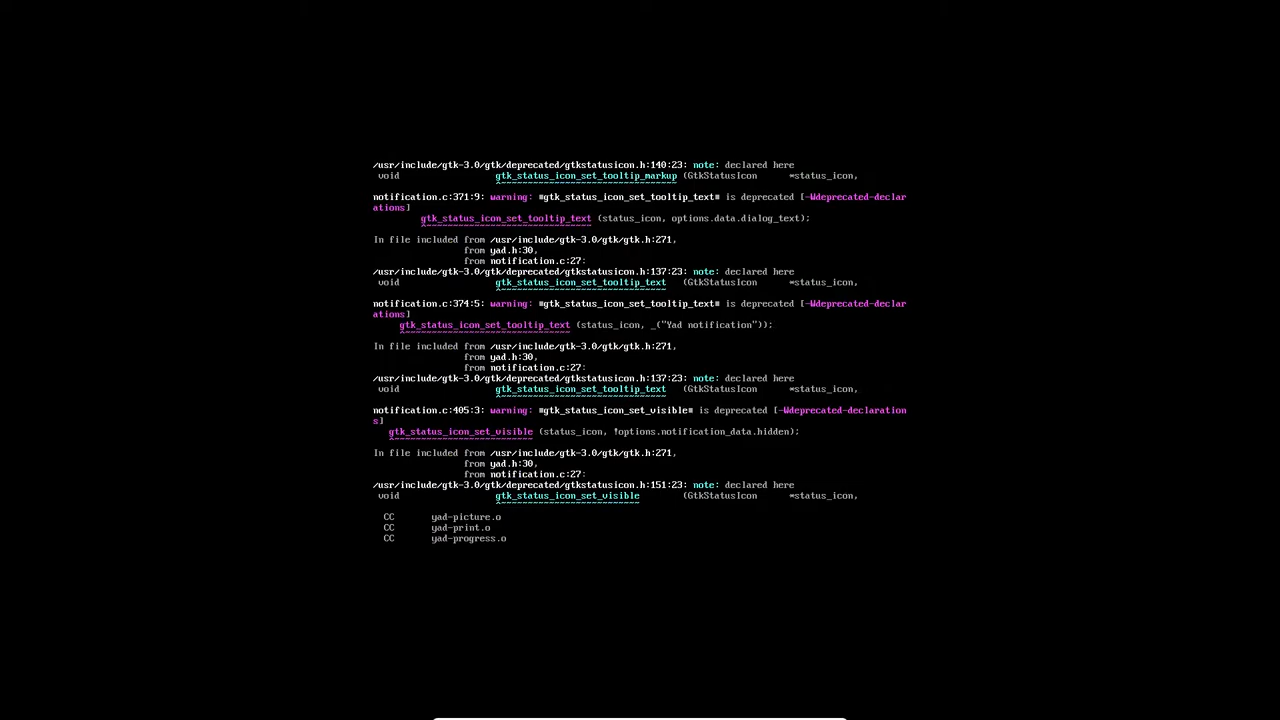 /usr/include/gtk-3.0/gtk/deprecated/gtkstatusicon.h:140:23: note: declared here
void gtk_status_icon_set_tooltip_markup (GtkStatusIcon *status_icon,
^~~~~~~~~~~~~~~~~~~~~~~~~~~~~~~~~~
notification.c:371:9: warning: ■gtk_status_icon_set_tooltip_text■ is deprecated [-Wdeprecated-declar
ations]
gtk_status_icon_set_tooltip_text (status_icon, options.data.dialog_text);
^~~~~~~~~~~~~~~~~~~~~~~~~~~~~~~~
In file included from /usr/include/gtk-3.0/gtk/gtk.h:271,
from yad.h:30,
from notification.c:27:
/usr/include/gtk-3.0/gtk/deprecated/gtkstatusicon.h:137:23: note: declared here
void gtk_status_icon_set_tooltip_text (GtkStatusIcon *status_icon,
^~~~~~~~~~~~~~~~~~~~~~~~~~~~~~~~
notification.c:374:5: warning: ■gtk_status_icon_set_tooltip_text■ is deprecated [-Wdeprecated-declar
ations]
gtk_status_icon_set_tooltip_text (status_icon, _("Yad notification"));
^~~~~~~~~~~~~~~~~~~~~~~~~~~~~~~~
In file included from /usr/include/gtk-3.0/gtk/gtk.h:271,
from yad.h:30,
from notification.c:27:
/usr/include/gtk-3.0/gtk/deprecated/gtkstatusicon.h:137:23: note: declared here
void gtk_status_icon_set_tooltip_text (GtkStatusIcon *status_icon,
^~~~~~~~~~~~~~~~~~~~~~~~~~~~~~~~
notification.c:405:3: warning: ■gtk_status_icon_set_visible■ is deprecated [-Wdeprecated-declaration
s]
gtk_status_icon_set_visible (status_icon, !options.notification_data.hidden);
^~~~~~~~~~~~~~~~~~~~~~~~~~~
In file included from /usr/include/gtk-3.0/gtk/gtk.h:271,
from yad.h:30,
from notification.c:27:
/usr/include/gtk-3.0/gtk/deprecated/gtkstatusicon.h:151:23: note: declared here
void gtk_status_icon_set_visible (GtkStatusIcon *status_icon,
^~~~~~~~~~~~~~~~~~~~~~~~~~~
CC yad-picture.o
CC yad-print.o
CC yad-progress.o